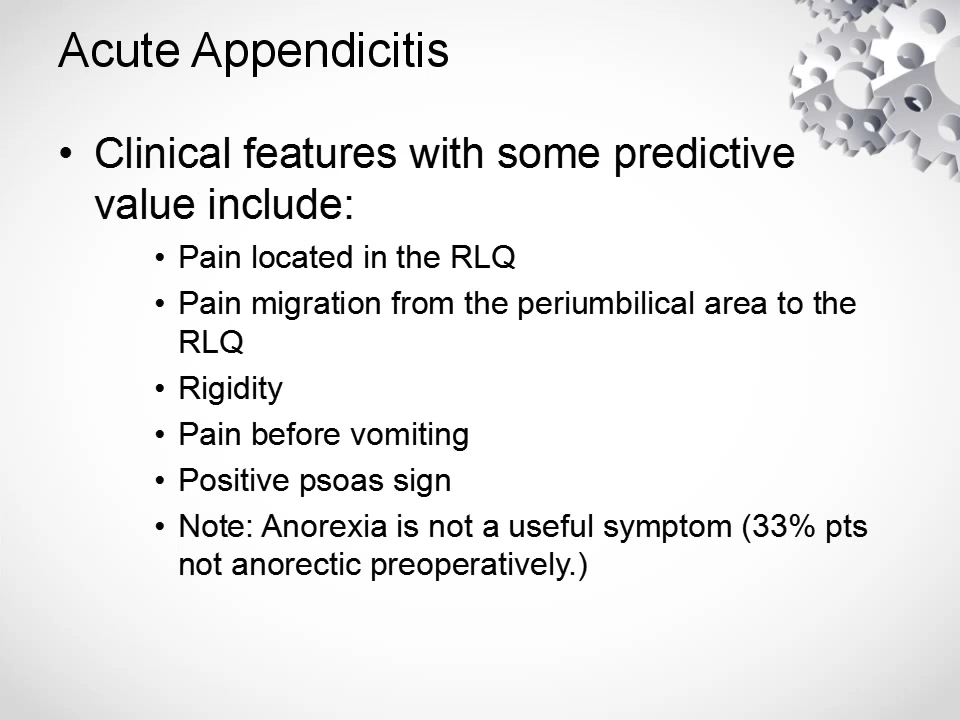 Acute Appendicitis
• Clinical features with some predictive
value include:
• Pain located in the RLQ
• Pain migration from the periumbilical area to the
RLQ
• Rigidity
• Pain before vomiting
• Positive psoas sign
• Note: Anorexia is not a useful symptom (33% pts
not anorectic preoperatively.)